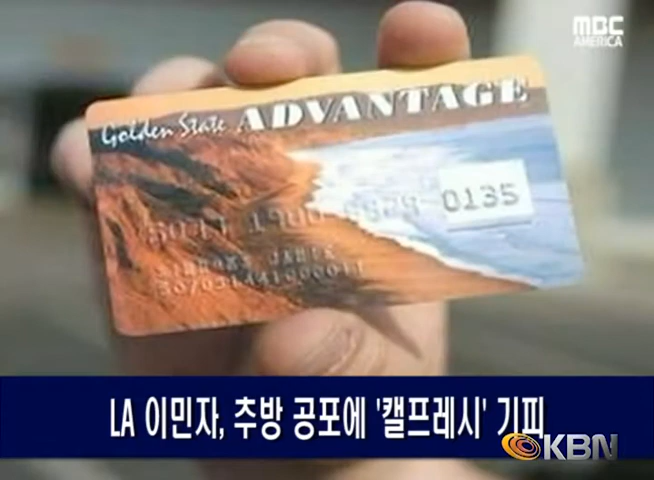 MBC
AMERICA
Golden State ADVANTAGE
0135
LA 이민자, 추방 공포에 '캘프레시' 기피
KBN